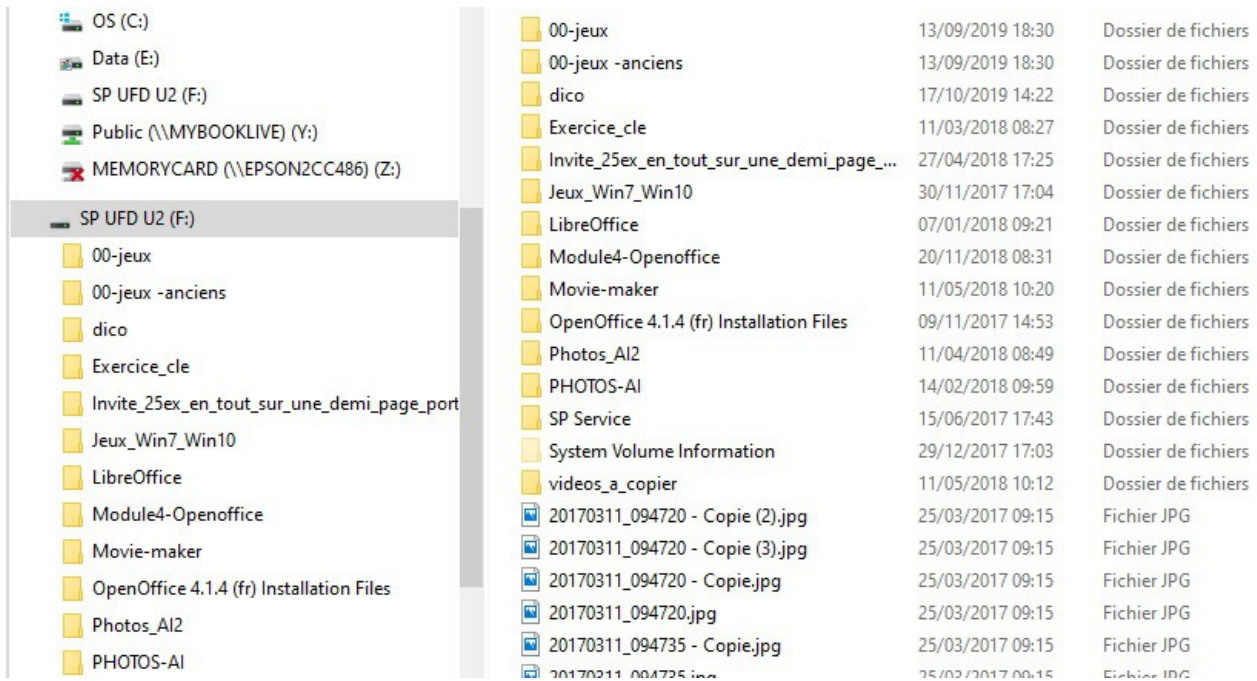 OS (C:)
Data (E:)
SP UFD U2 (F:)
Public (\\MYBOOKLIVE) (Y:)
MEMORYCARD (\\EPSON2CC486) (Z:)
SP UFD U2 (F:)
00-jeux
00-jeux -anciens
dico
Exercice_cle
Invite_25ex_en_tout_sur_une_demi_page_port
Jeux_Win7_Win10
LibreOffice
Module4-Openoffice
Movie-maker
OpenOffice 4.1.4 (fr) Installation Files
Photos_AI2
PHOTOS-AI
00-jeux 13/09/2019 18:30 Dossier de fichiers
00-jeux -anciens 13/09/2019 18:30 Dossier de fichiers
dico 17/10/2019 14:22 Dossier de fichiers
Exercice_cle 11/03/2018 08:27 Dossier de fichiers
Invite_25ex_en_tout_sur_une_demi_page_... 27/04/2018 17:25 Dossier de fichiers
Jeux_Win7_Win10 30/11/2017 17:04 Dossier de fichiers
LibreOffice 07/01/2018 09:21 Dossier de fichiers
Module4-Openoffice 20/11/2018 08:31 Dossier de fichiers
Movie-maker 11/05/2018 10:20 Dossier de fichiers
OpenOffice 4.1.4 (fr) Installation Files 09/11/2017 14:53 Dossier de fichiers
Photos_AI2 11/04/2018 08:49 Dossier de fichiers
PHOTOS-AI 14/02/2018 09:59 Dossier de fichiers
SP Service 15/06/2017 17:43 Dossier de fichiers
System Volume Information 29/12/2017 17:03 Dossier de fichiers
videos_a_copier 11/05/2018 10:12 Dossier de fichiers
20170311_094720 - Copie (2).jpg 25/03/2017 09:15 Fichier JPG
20170311_094720 - Copie (3).jpg 25/03/2017 09:15 Fichier JPG
20170311_094720 - Copie.jpg 25/03/2017 09:15 Fichier JPG
20170311_094720.jpg 25/03/2017 09:15 Fichier JPG
20170311_094735 - Copie.jpg 25/03/2017 09:15 Fichier JPG
20170311_094735.jpg 25/03/2017 09:15 Fichier JPG